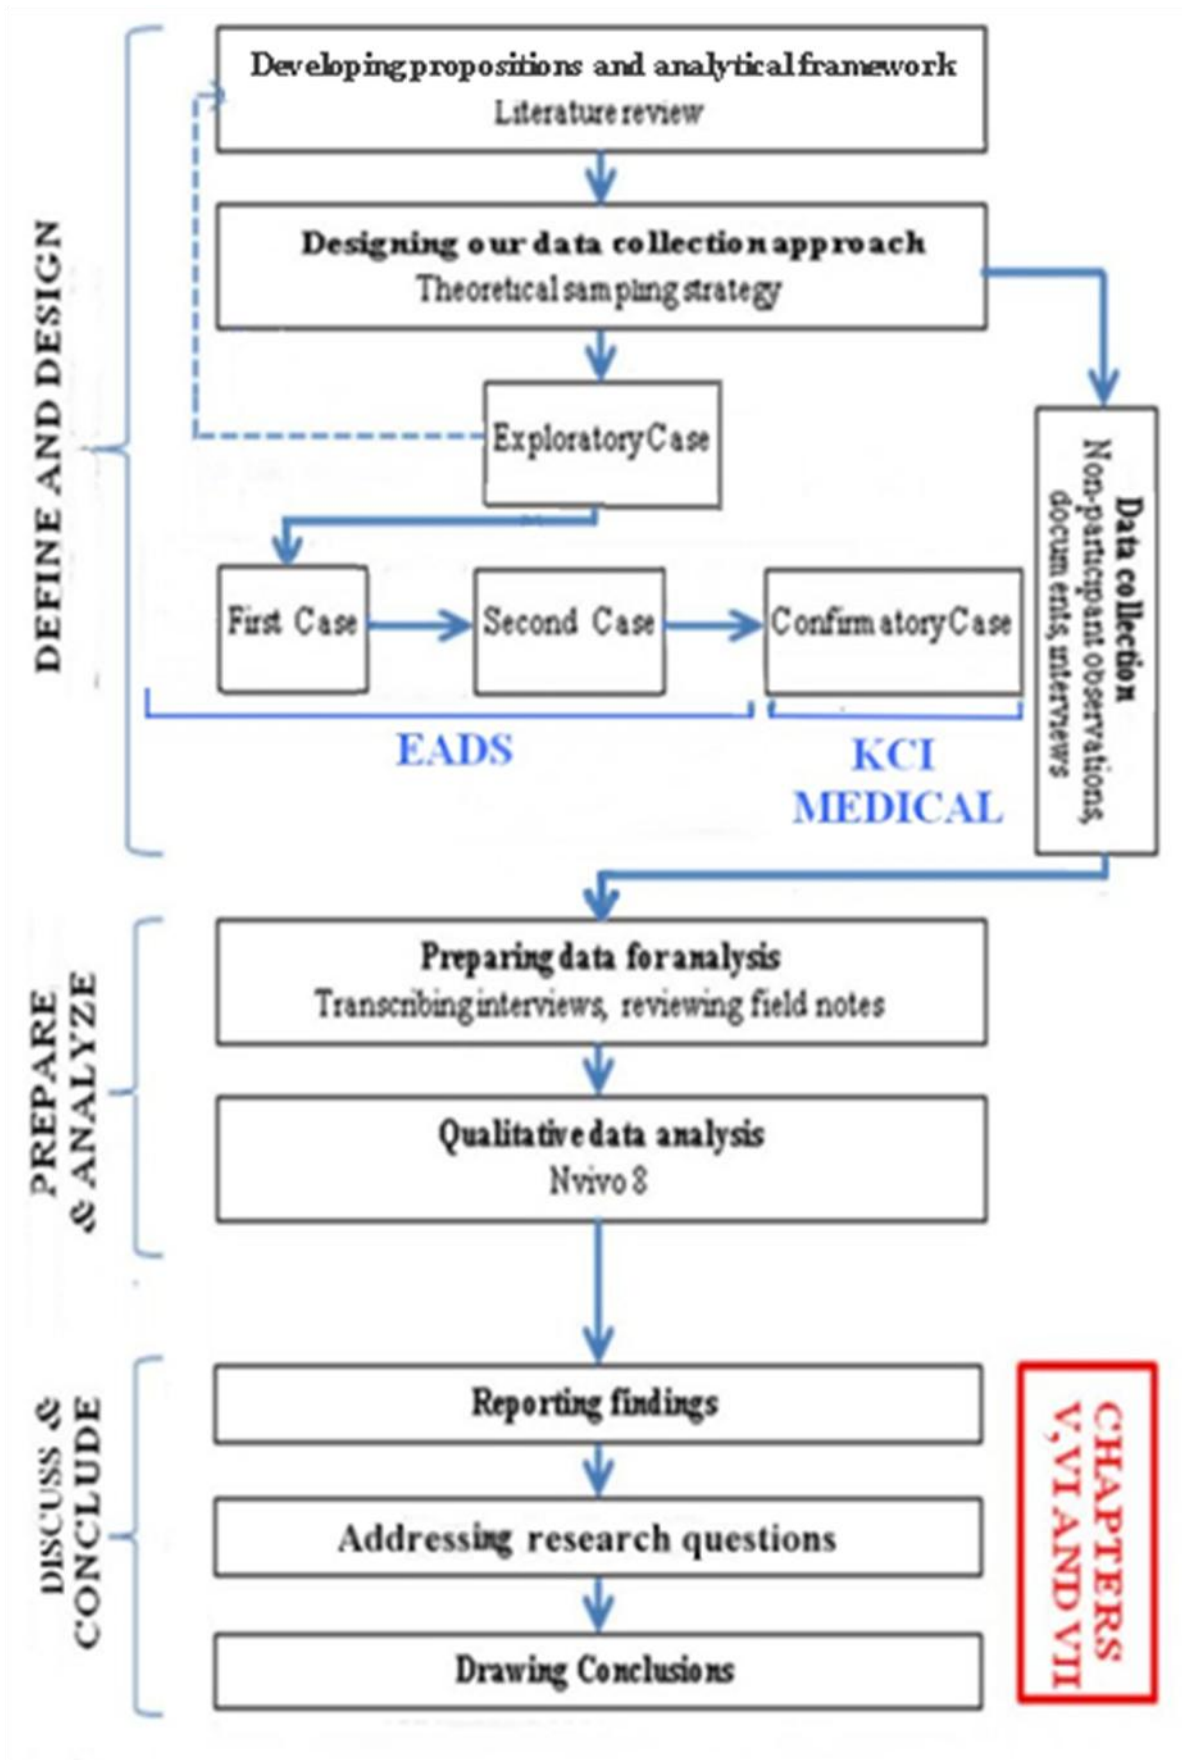 DEFINE AND DESIGN
Developing propositions and analytical framework
Literature review
Designing our data collection approach
Theoretical sampling strategy
Exploratory Case
First Case
Second Case
Confirmatory Case
EADS
KCI
MEDICAL
Data collection
Non-participant observations,
documents, interviews
PREPARE
& ANALYZE
Preparing data for analysis
Transcribing interviews, reviewing field notes
Qualitative data analysis
Nvivo 8
DISCUSS &
CONCLUDE
Reporting findings
Addressing research questions
Drawing Conclusions
CHAPTERS
V,VI AND VII